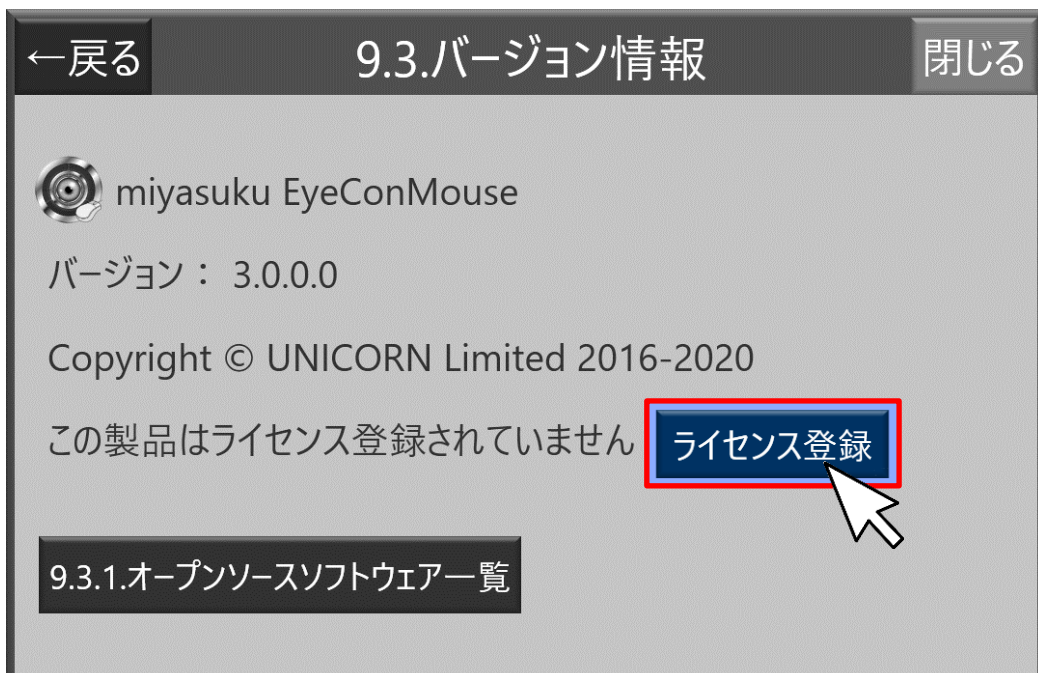 ←戻る 9.3.バージョン情報 閉じる
miyasuku EyeConMouse
バージョン： 3.0.0.0
Copyright © UNICORN Limited 2016-2020
この製品はライセンス登録されていません ライセンス登録
9.3.1.オープンソースソフトウェア一覧